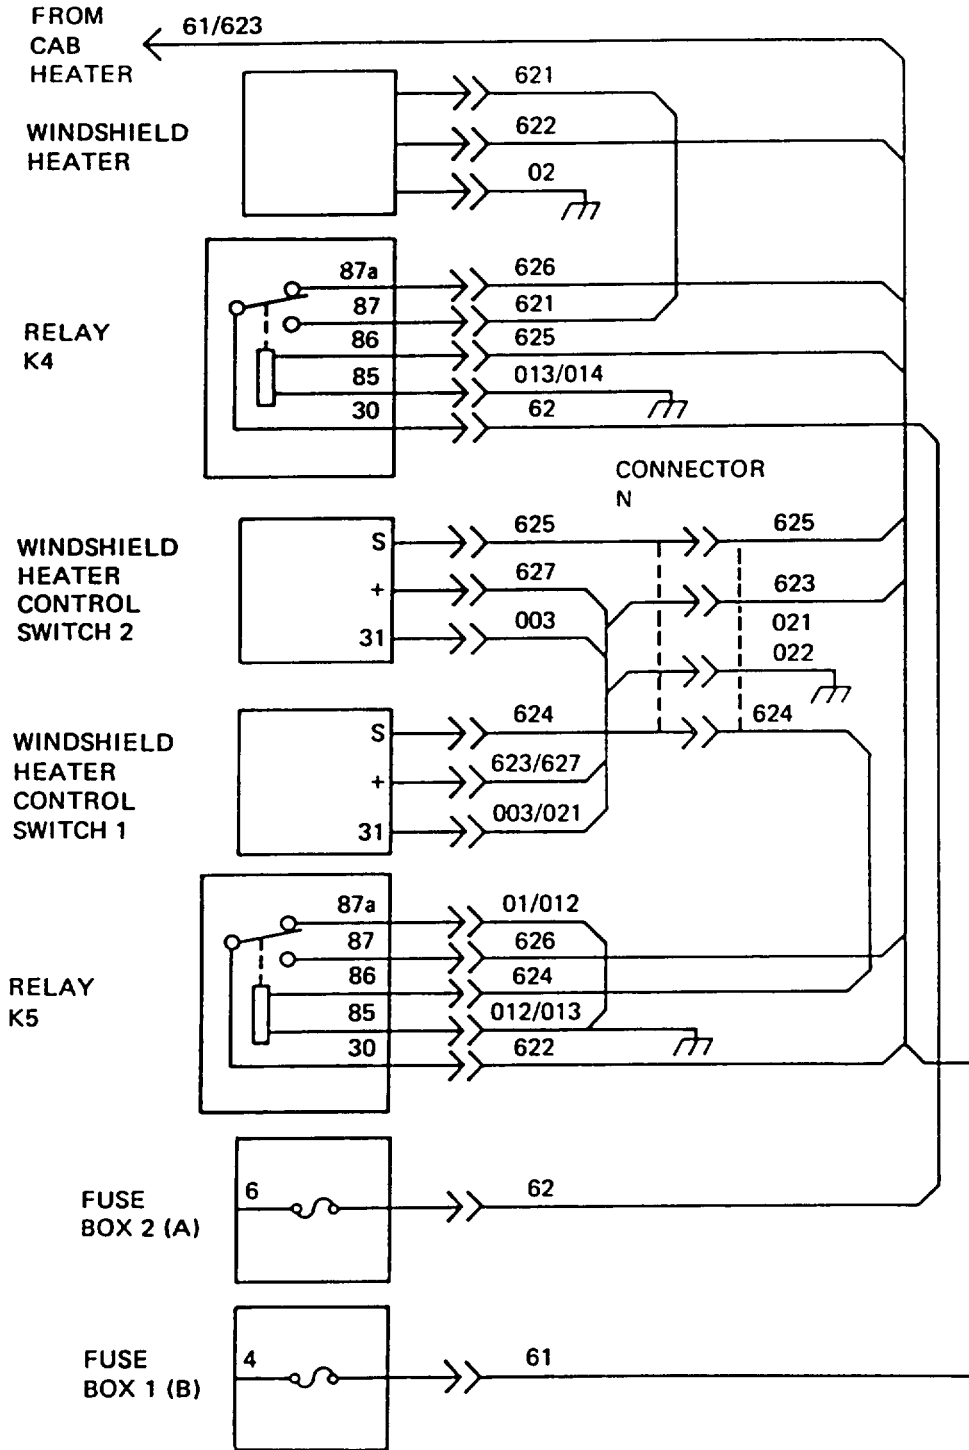 FROM
CAB
HEATER
61/623
WINDSHIELD
HEATER
621
622
02
RELAY
K4
87a
626
87
621
86
625
85
013/014
30
62
CONNECTOR
N
WINDSHIELD
HEATER
CONTROL
SWITCH 2
S
625
625
+
627
623
31
003
021
022
WINDSHIELD
HEATER
CONTROL
SWITCH 1
S
624
624
+
623/627
31
003/021
RELAY
K5
87a
01/012
87
626
86
624
85
012/013
30
622
FUSE
BOX 2 (A)
6
62
FUSE
BOX 1 (B)
4
61